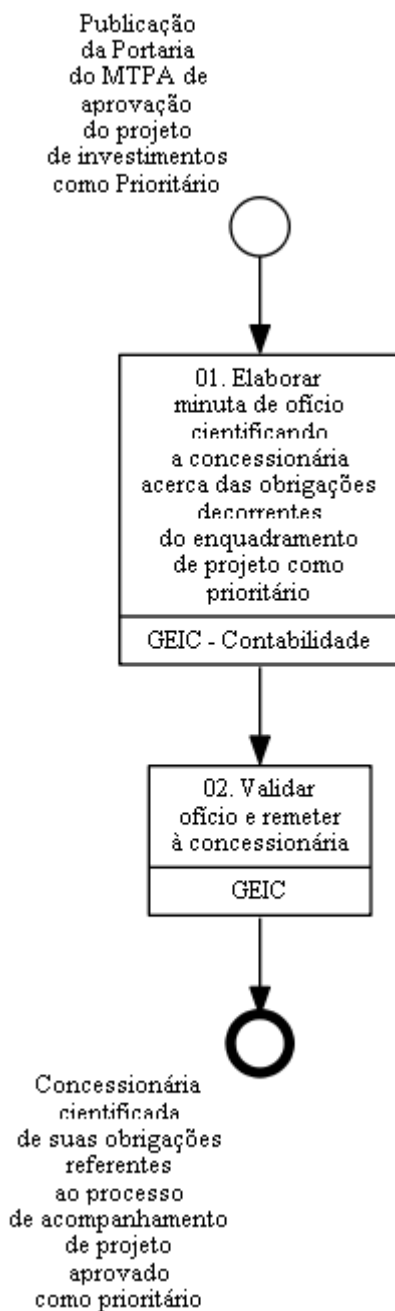 Publicação
da Portaria
do MTPA de
aprovação
do projeto
de investimentos
como Prioritário
01. Elaborar
minuta de ofício
cientificando
a concessionária
acerca das obrigações
decorrentes
do enquadramento
de projeto como
prioritário
GEIC - Contabilidade
02. Validar
ofício e remeter
à concessionária
GEIC
Concessionária
cientificada
de suas obrigações
referentes
ao processo
de acompanhamento
de projeto
aprovado
como prioritário